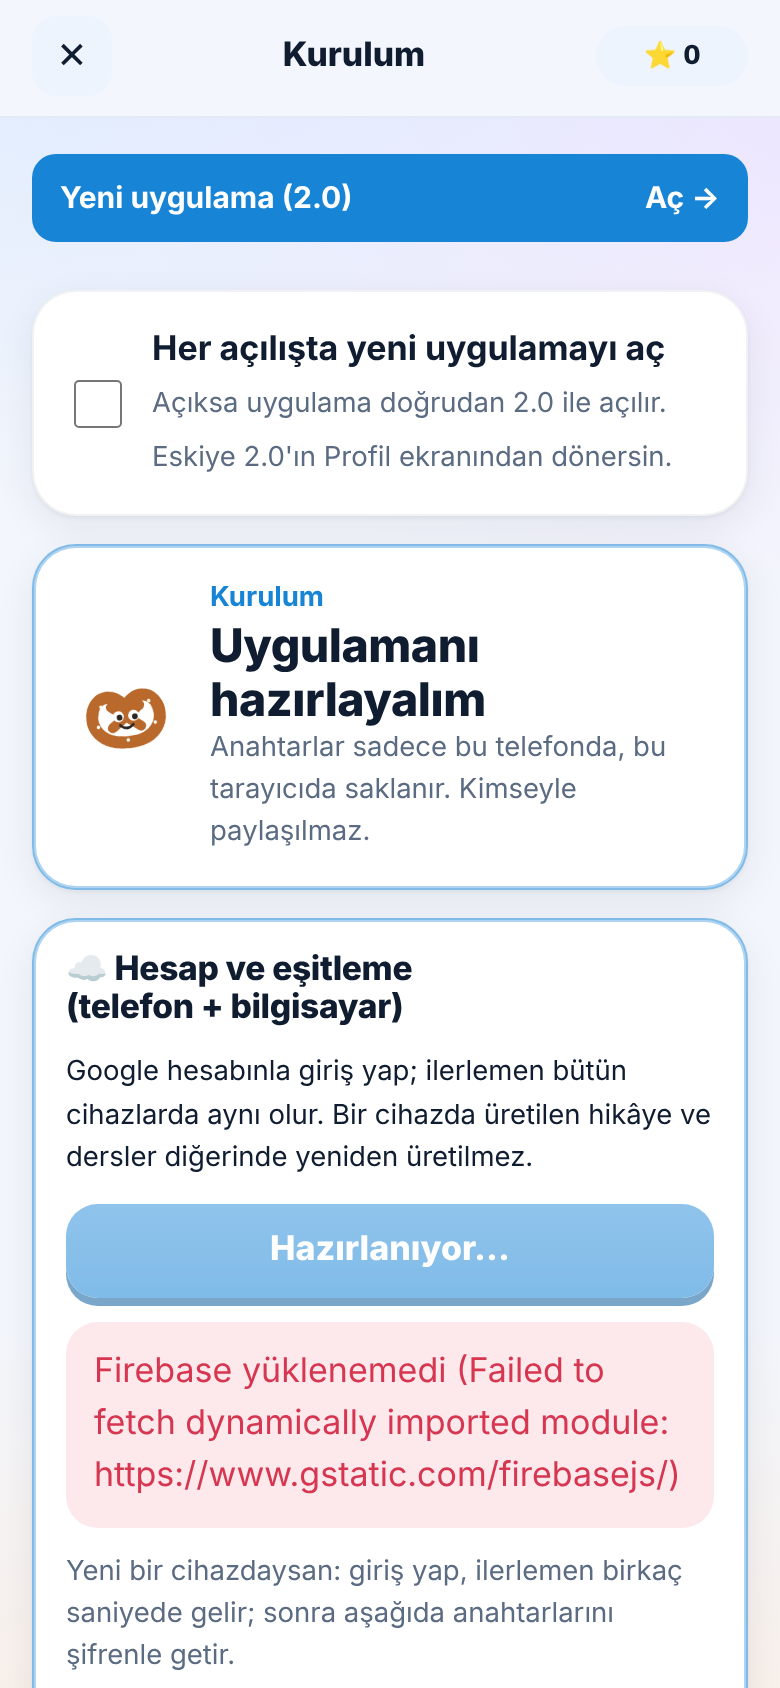 ✕ Kurulum ⭐ 0
Yeni uygulama (2.0) Aç →
Her açılışta yeni uygulamayı aç
Açıksa uygulama doğrudan 2.0 ile açılır.
Eskiye 2.0'ın Profil ekranından dönersin.
Kurulum
Uygulamanı
hazırlayalım
Anahtarlar sadece bu telefonda, bu
tarayıcıda saklanır. Kimseyle
paylaşılmaz.
☁️ Hesap ve eşitleme
(telefon + bilgisayar)
Google hesabınla giriş yap; ilerlemen bütün
cihazlarda aynı olur. Bir cihazda üretilen hikâye ve
dersler diğerinde yeniden üretilmez.
Hazırlanıyor...
Firebase yüklenemedi (Failed to
fetch dynamically imported module:
https://www.gstatic.com/firebasejs/)
Yeni bir cihazdaysan: giriş yap, ilerlemen birkaç
saniyede gelir; sonra aşağıda anahtarlarını
şifrenle getir.